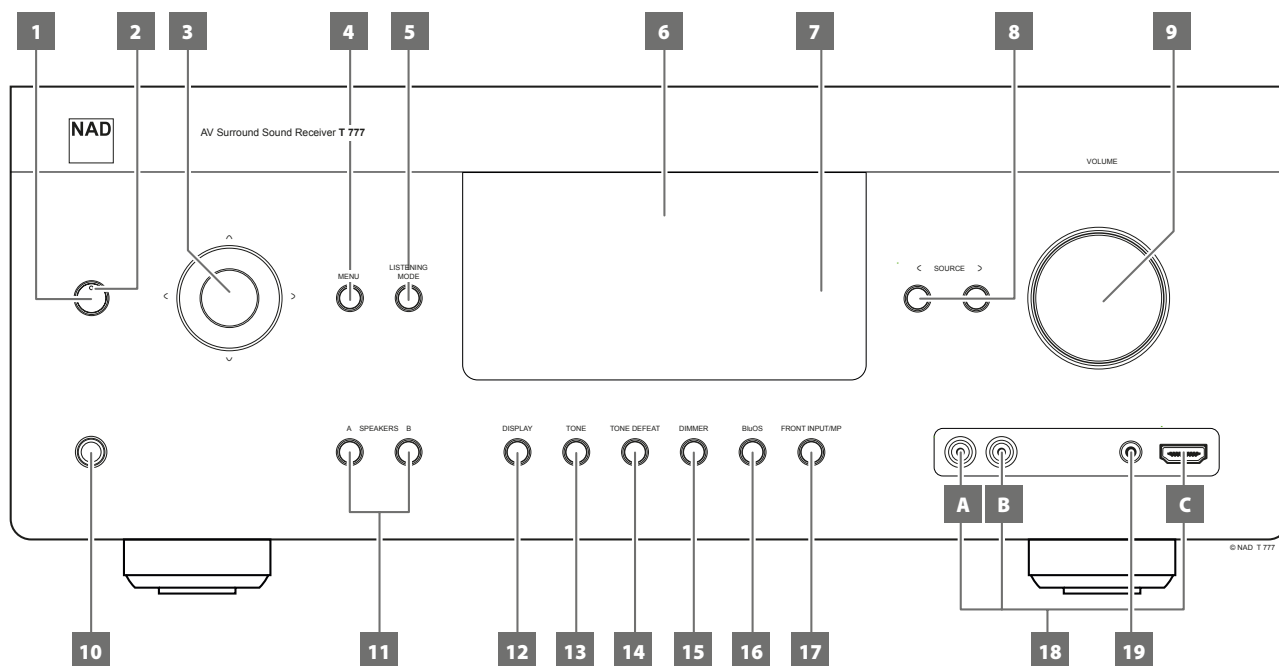 1 2 3 4 5 6 7 8 9
NAD
AV Surround Sound Receiver T 777
VOLUME
MENU
LISTENING
MODE
SOURCE
A SPEAKERS B
DISPLAY
TONE
TONE DEFEAT
DIMMER
BluOS
FRONT INPUT/MP
A B C
© NAD T 777
10 11 12 13 14 15 16 17 18 19